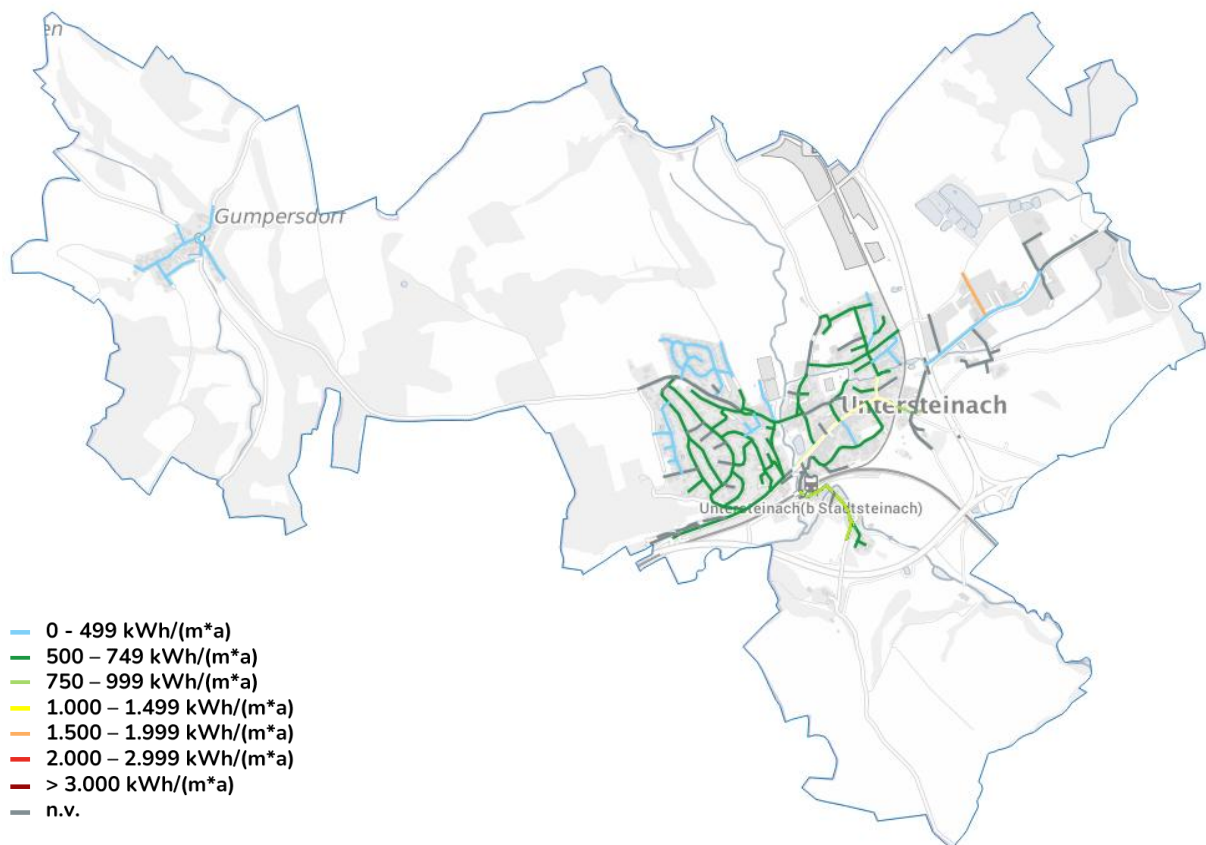 en
Gumpersdorf
Untersteinach
Untersteinach(b Stadtsteinach)
0 - 499 kWh/(m*a)
500 – 749 kWh/(m*a)
750 – 999 kWh/(m*a)
1.000 – 1.499 kWh/(m*a)
1.500 – 1.999 kWh/(m*a)
2.000 – 2.999 kWh/(m*a)
> 3.000 kWh/(m*a)
n.v.